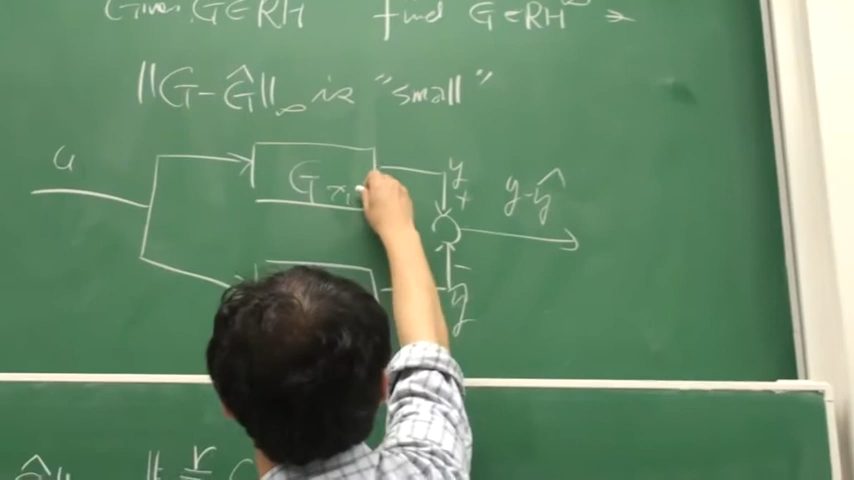 Given G∈RH find Ĝ∈RH∞ ∋
‖G-Ĝ‖∞ is "small"
u
G x
y
+
y-ŷ
-
ŷ